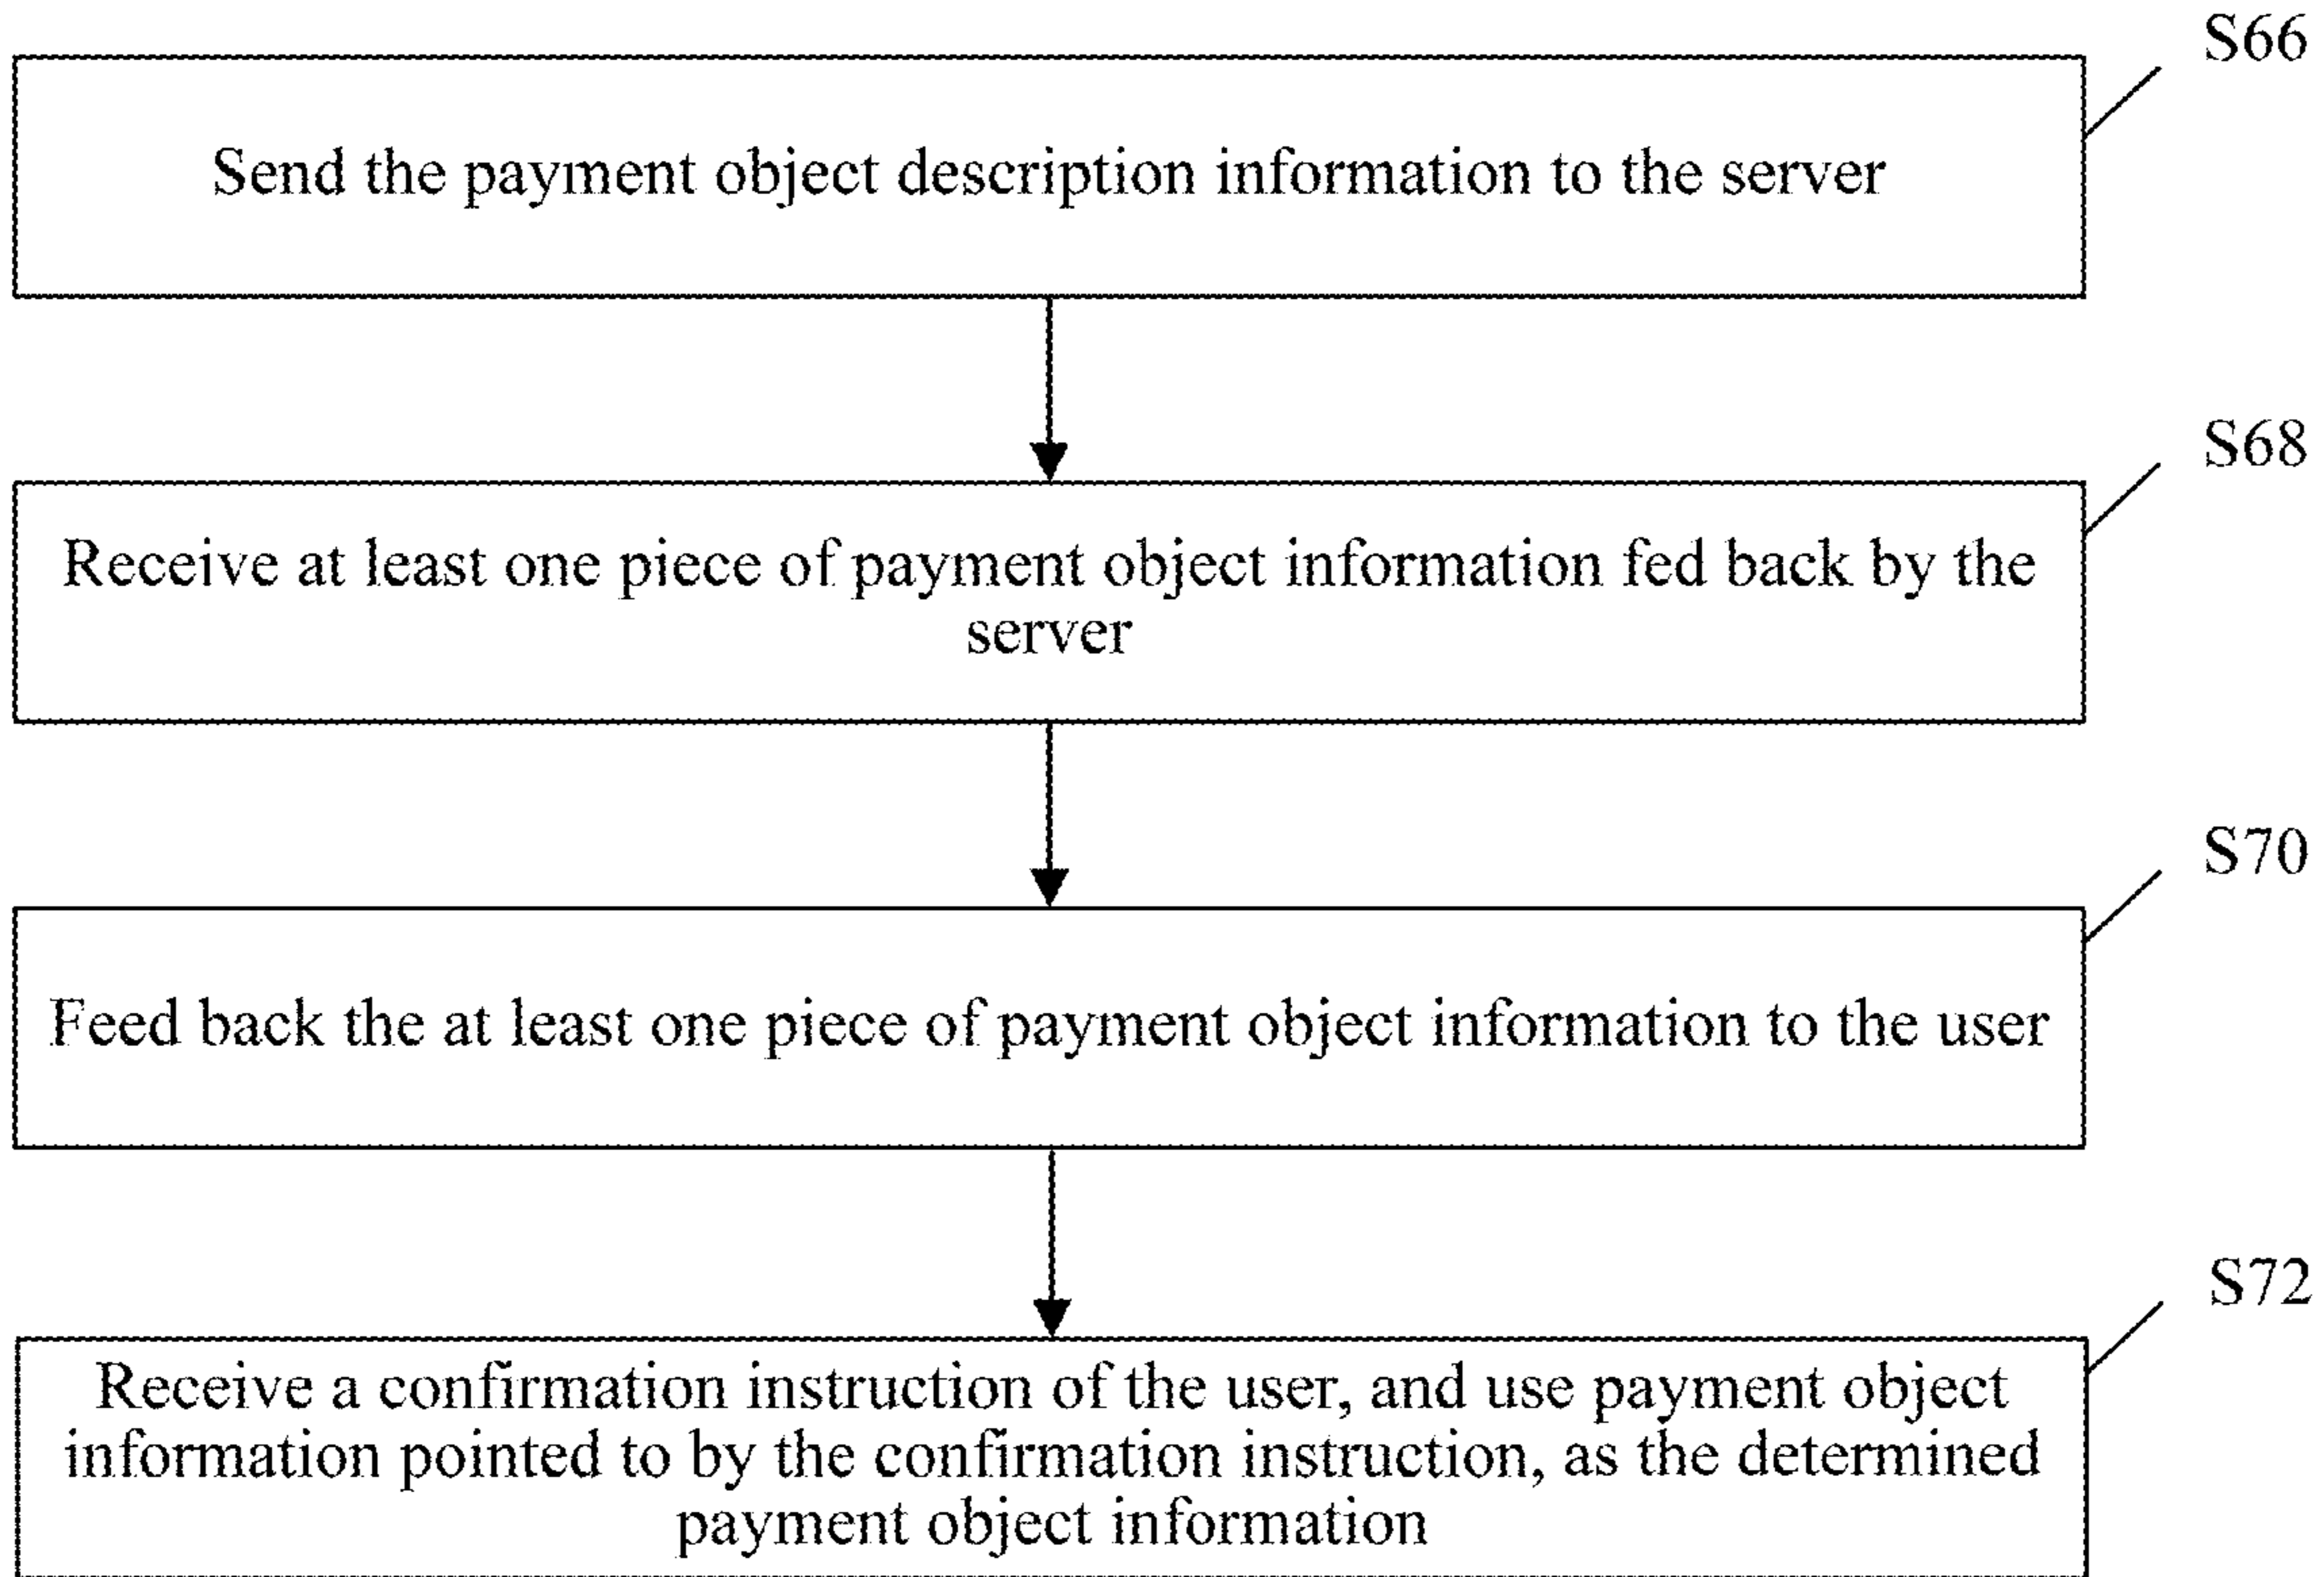 S66
Send the payment object description information to the server
S68
Receive at least one piece of payment object information fed back by the
server
S70
Feed back the at least one piece of payment object information to the user
S72
Receive a confirmation instruction of the user, and use payment object
information pointed to by the confirmation instruction, as the determined
payment object information